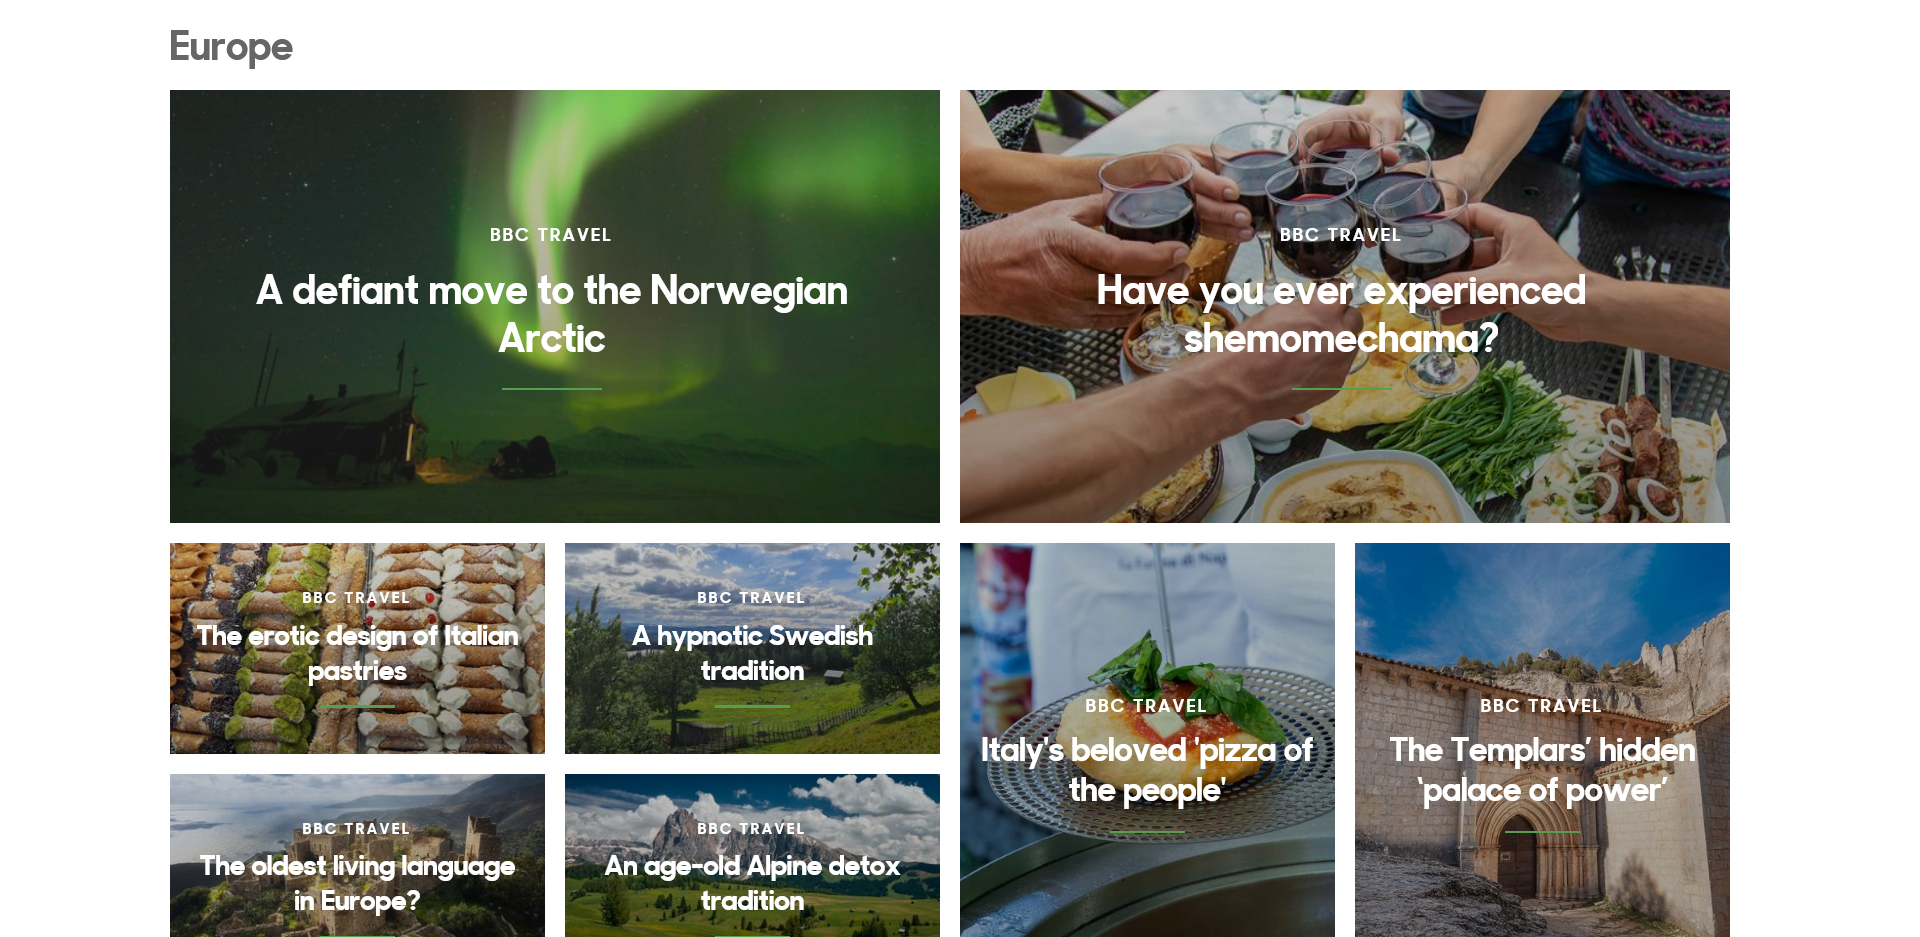 Europe
BBC TRAVEL
A defiant move to the Norwegian
Arctic
BBC TRAVEL
Have you ever experienced
shemomechama?
BBC TRAVEL
The erotic design of Italian
pastries
BBC TRAVEL
A hypnotic Swedish
tradition
BBC TRAVEL
Italy's beloved 'pizza of
the people'
BBC TRAVEL
The Templars’ hidden
‘palace of power’
BBC TRAVEL
The oldest living language
in Europe?
BBC TRAVEL
An age-old Alpine detox
tradition